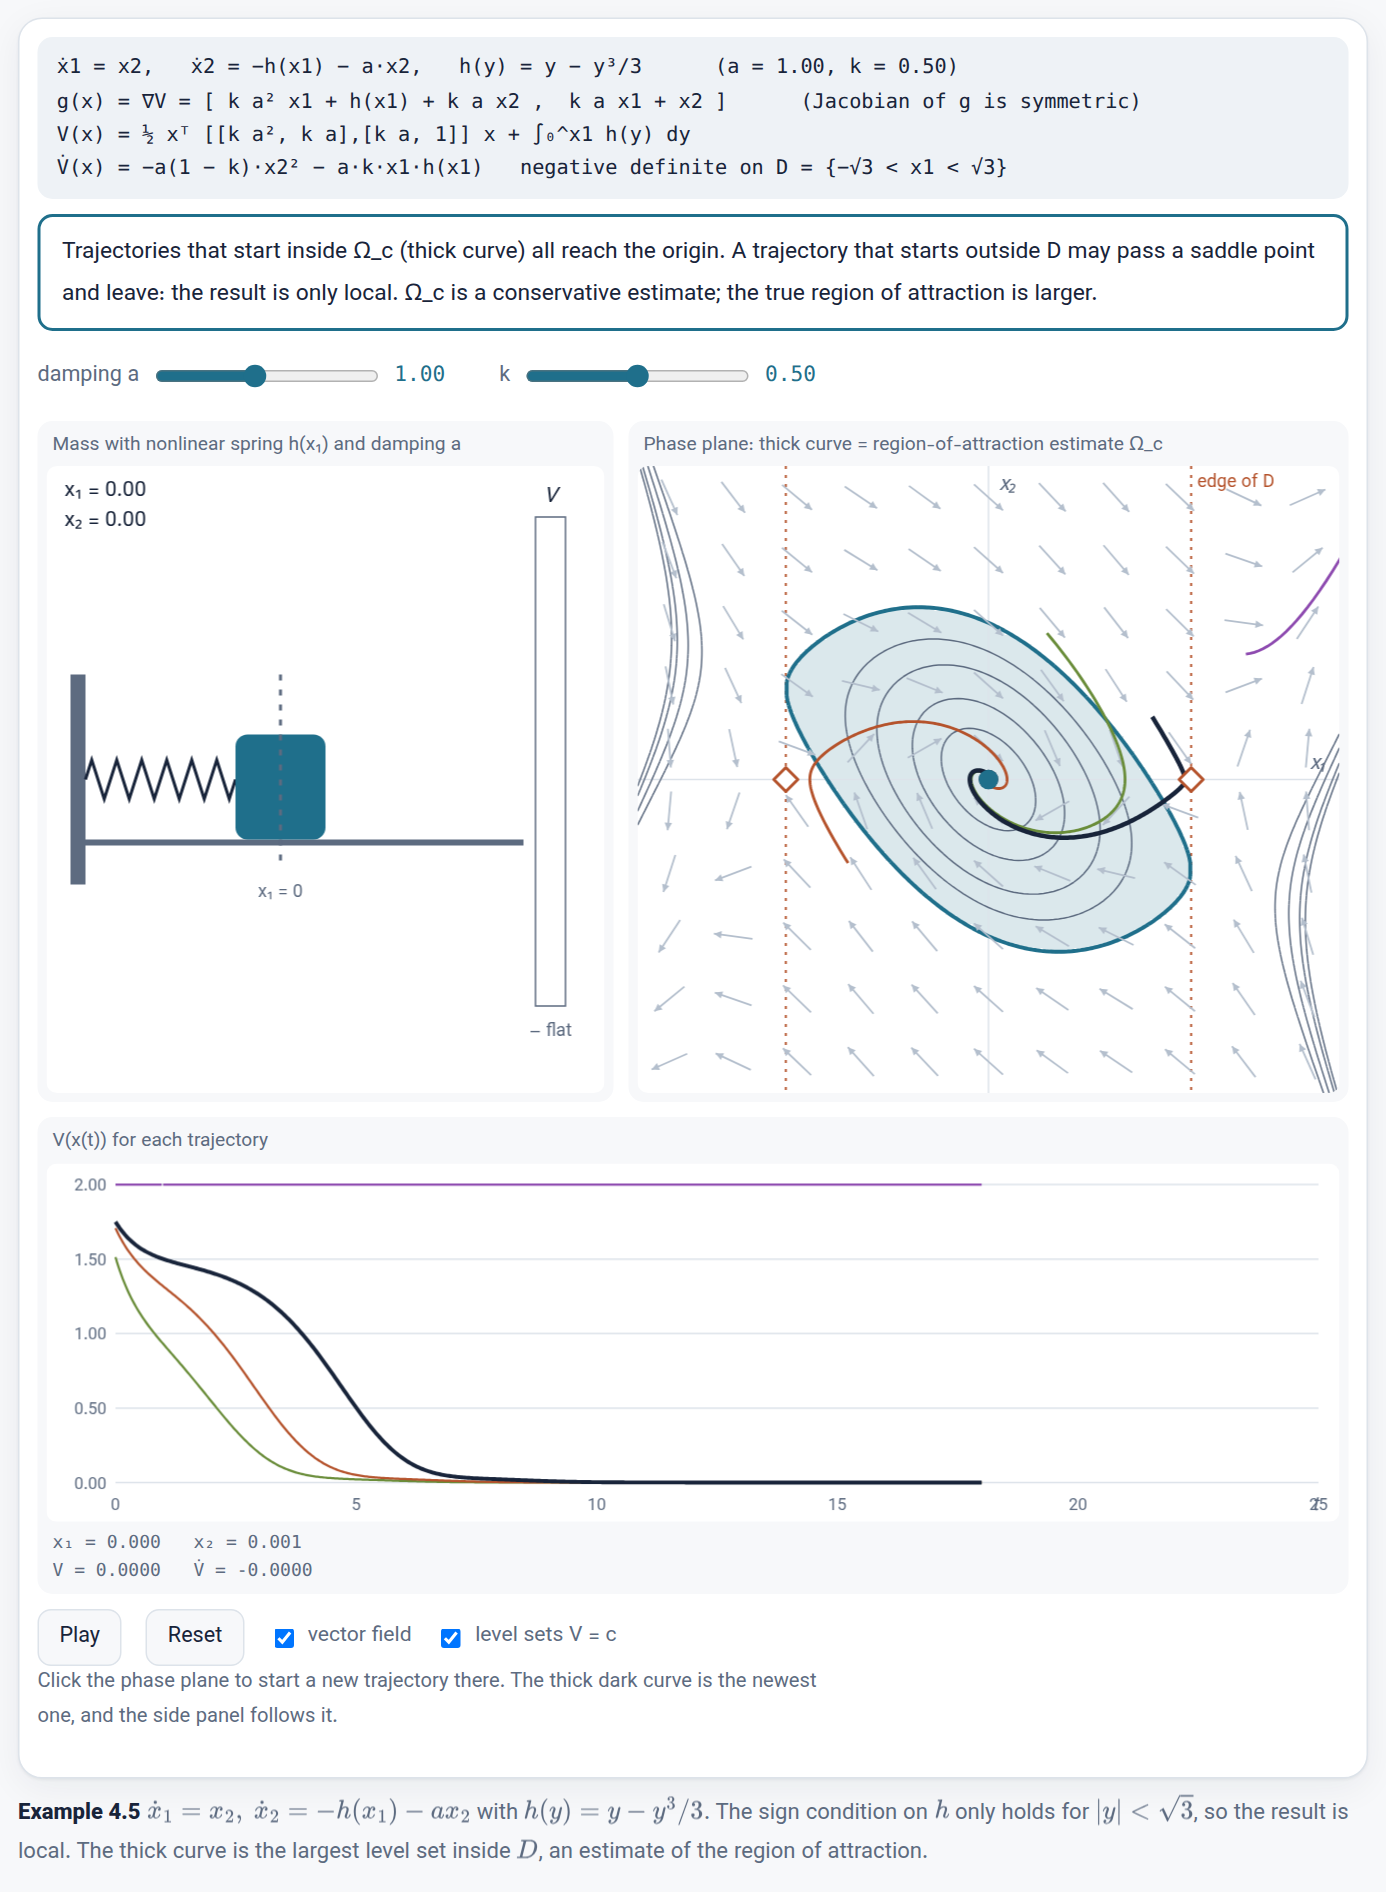 ẋ1 = x2,   ẋ2 = −h(x1) − a·x2,   h(y) = y − y³/3      (a = 1.00, k = 0.50)
g(x) = ∇V = [ k a² x1 + h(x1) + k a x2 ,  k a x1 + x2 ]      (Jacobian of g is symmetric)
V(x) = ½ xᵀ [[k a², k a],[k a, 1]] x + ∫₀^x1 h(y) dy
V̇(x) = −a(1 − k)·x2² − a·k·x1·h(x1)   negative definite on D = {−√3 < x1 < √3}
Trajectories that start inside Ω_c (thick curve) all reach the origin. A trajectory that starts outside D may pass a saddle point
and leave: the result is only local. Ω_c is a conservative estimate; the true region of attraction is larger.
damping a 1.00 k 0.50
Mass with nonlinear spring h(x₁) and damping a
x₁ = 0.00
x₂ = 0.00
V
x₁ = 0
– flat
Phase plane: thick curve = region-of-attraction estimate Ω_c
x₂
edge of D
x₁
V(x(t)) for each trajectory
2.00
1.50
1.00
0.50
0.00
0 5 10 15 20 25
t
x₁ = 0.000   x₂ = 0.001
V = 0.0000   V̇ = -0.0000
Play Reset vector field level sets V = c
Click the phase plane to start a new trajectory there. The thick dark curve is the newest
one, and the side panel follows it.
Example 4.5 ẋ₁ = x₂, ẋ₂ = −h(x₁) − ax₂ with h(y) = y − y³/3. The sign condition on h only holds for |y| < √3, so the result is
local. The thick curve is the largest level set inside D, an estimate of the region of attraction.